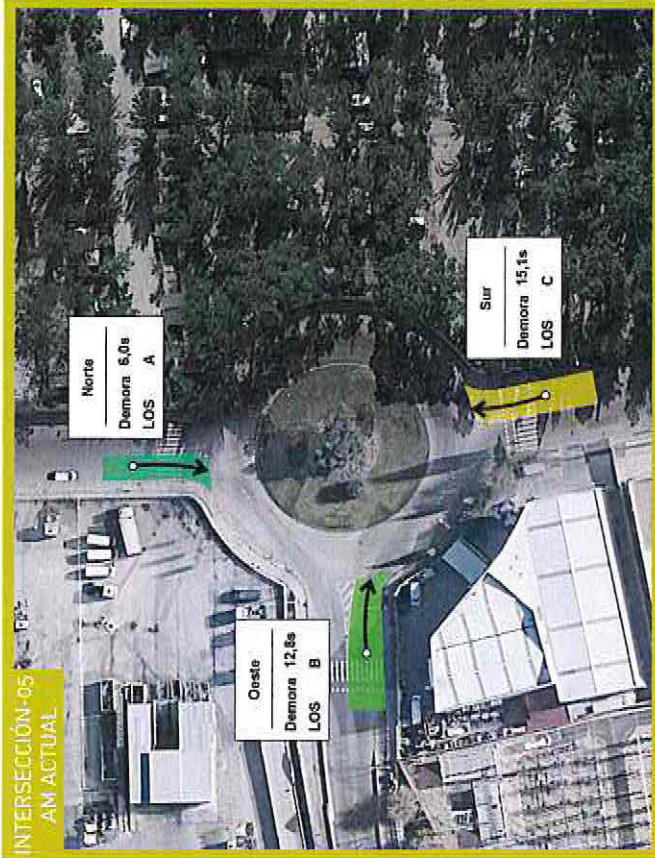 INTERSECCIÓN-05
AM ACTUAL
Norte
Demora 6,0s
LOS A
Oeste
Demora 12,8s
LOS B
Sur
Demora 15,1s
LOS C